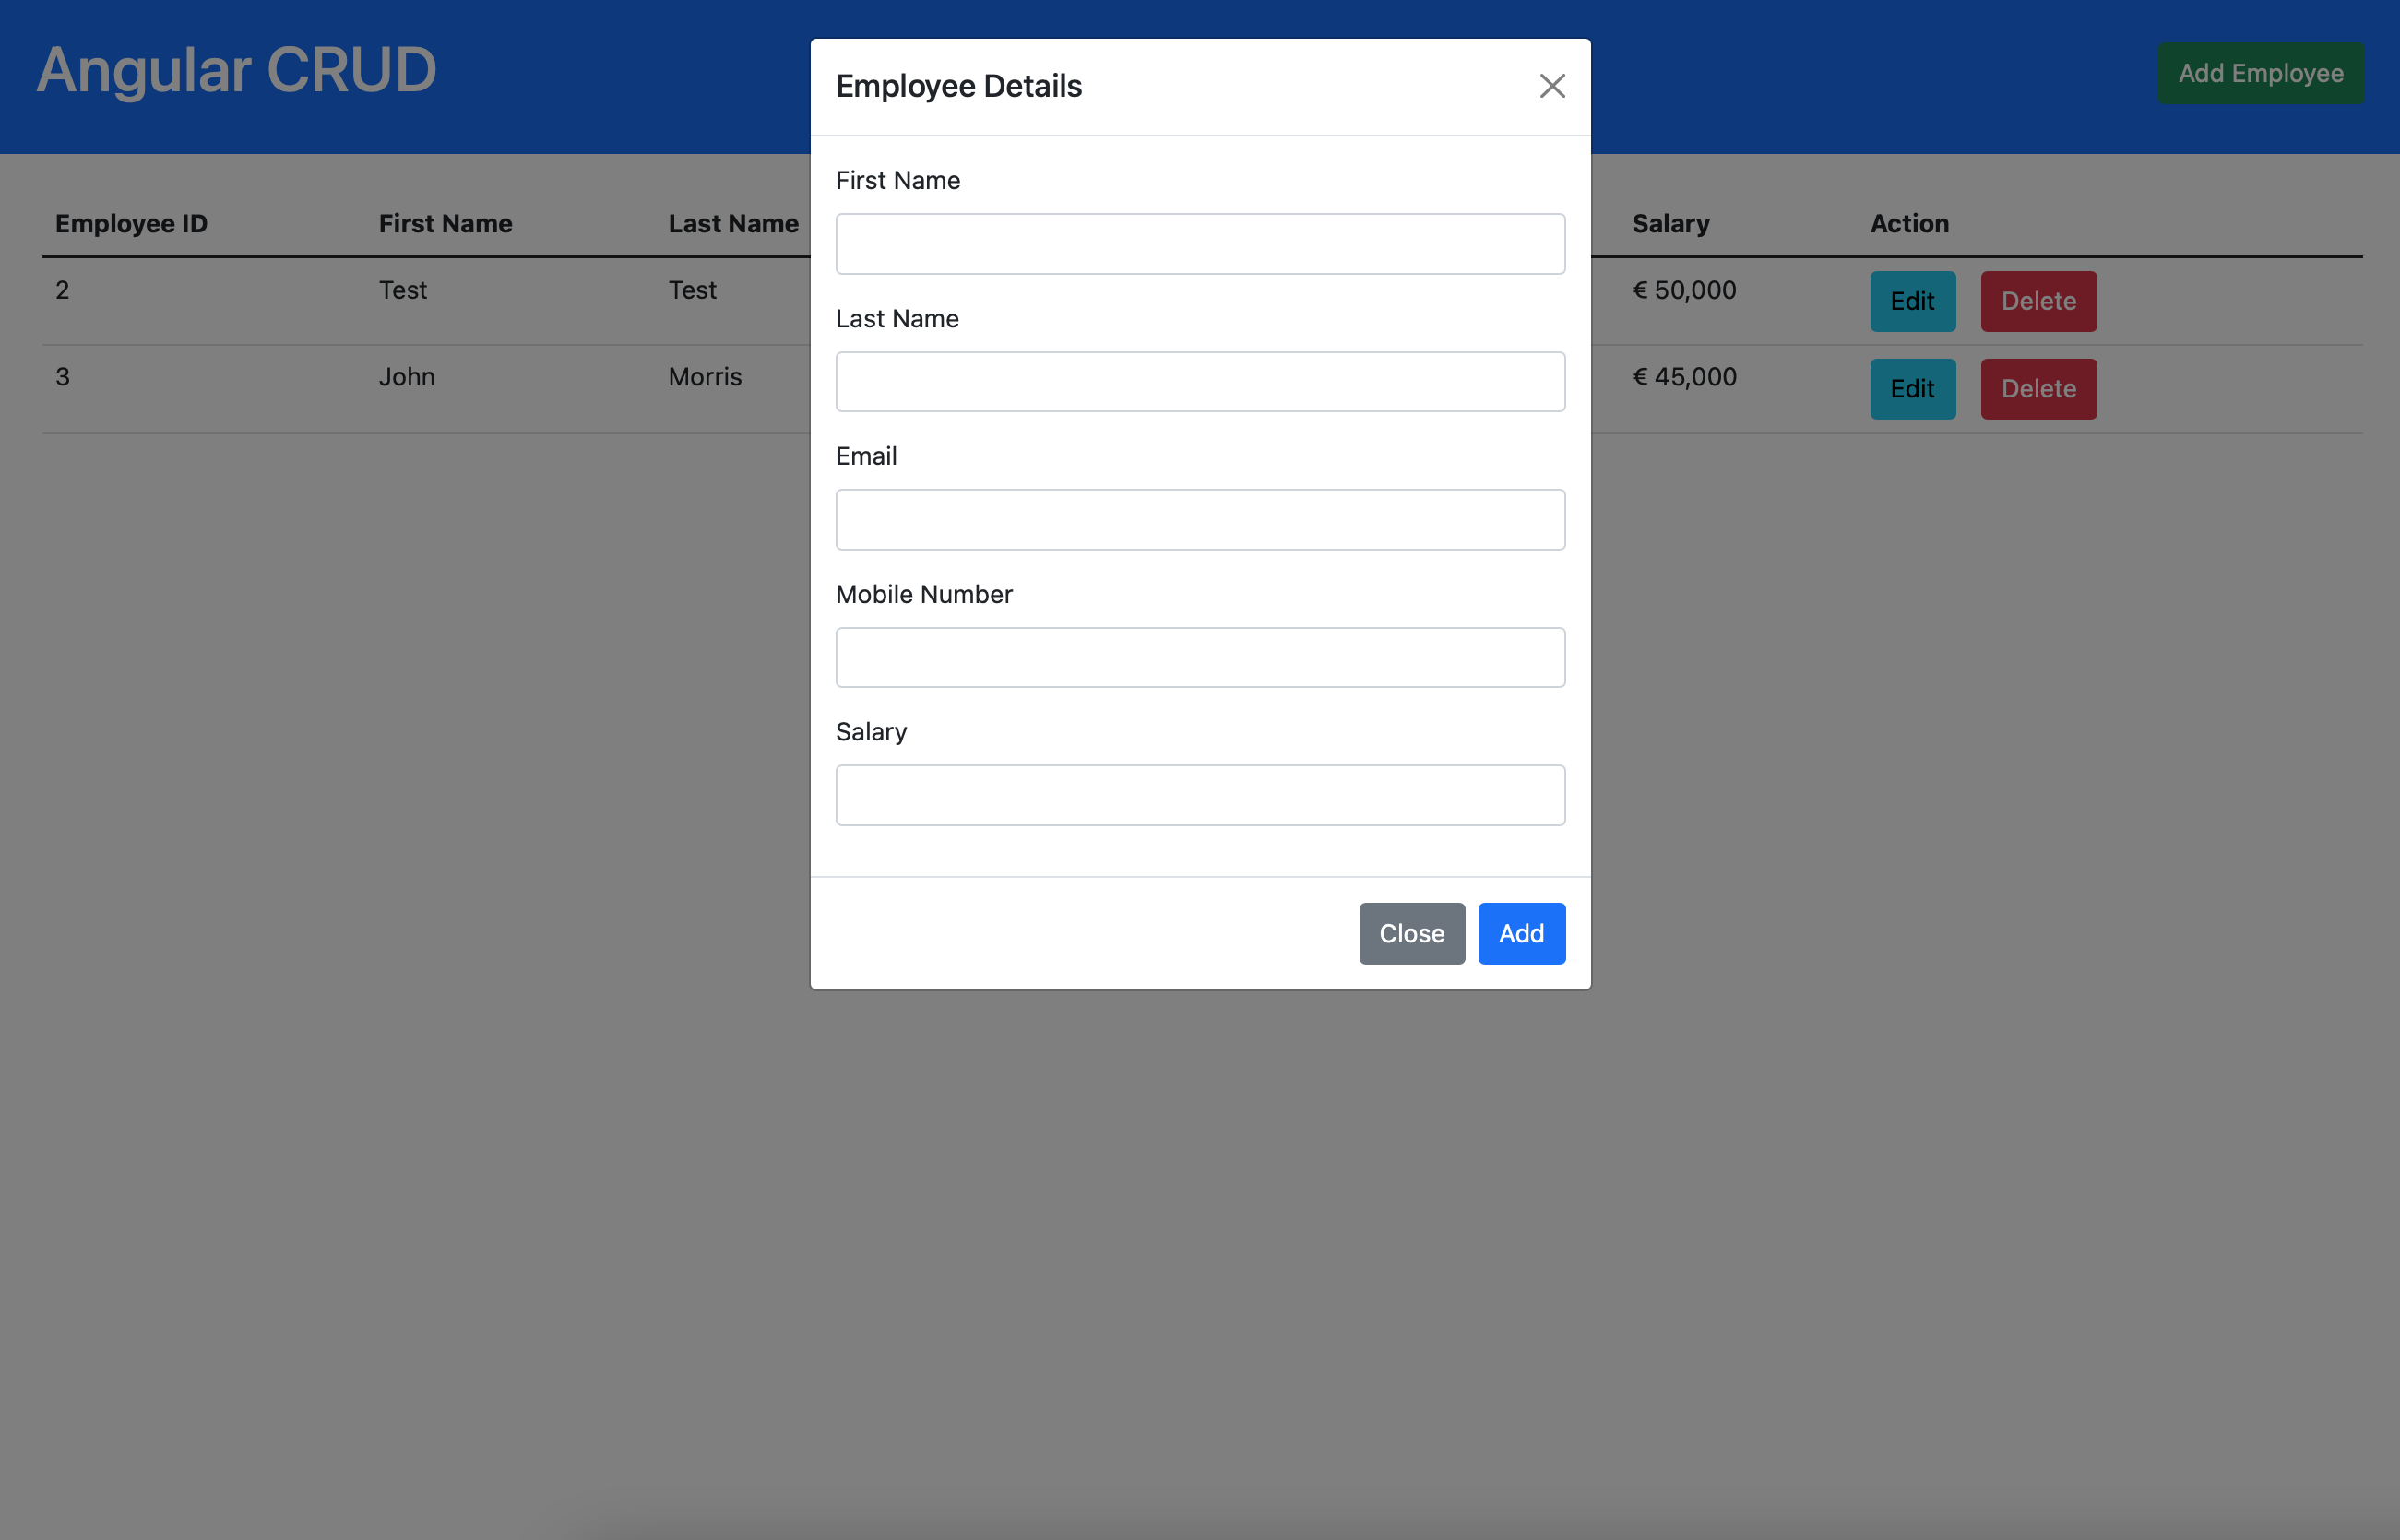 Angular CRUD
Add Employee
Employee Details
First Name
Last Name
Email
Mobile Number
Salary
Close Add
Employee ID First Name Last Name Salary Action
2 Test Test € 50,000 Edit Delete
3 John Morris € 45,000 Edit Delete